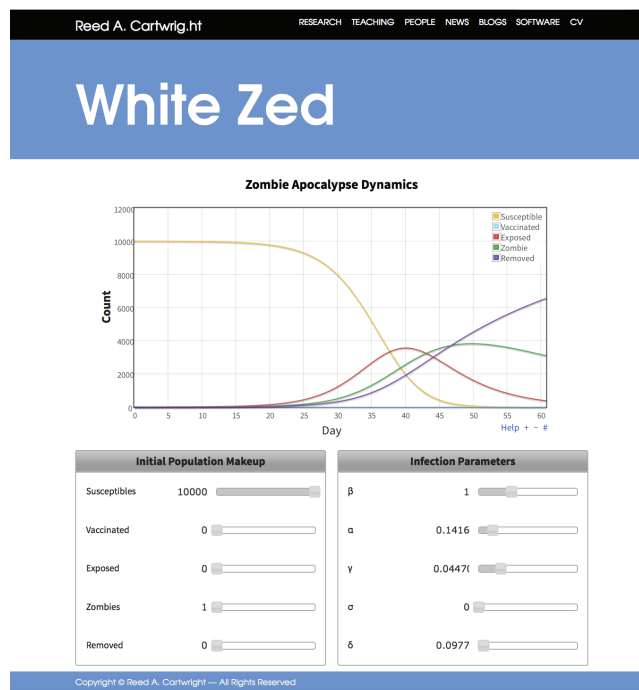 Reed A. Cartwrig.ht
RESEARCH TEACHING PEOPLE NEWS BLOGS SOFTWARE CV
White Zed
Zombie Apocalypse Dynamics
Count
12000
10000
8000
6000
4000
2000
0
Susceptible
Vaccinated
Exposed
Zombie
Removed
0 5 10 15 20 25 30 35 40 45 50 55 60
Day
Help + − #
Initial Population Makeup
Susceptibles 10000
Vaccinated 0
Exposed 0
Zombies 1
Removed 0
Infection Parameters
β 1
α 0.1416
γ 0.0447(
σ 0
δ 0.0977
Copyright © Reed A. Cartwright — All Rights Reserved